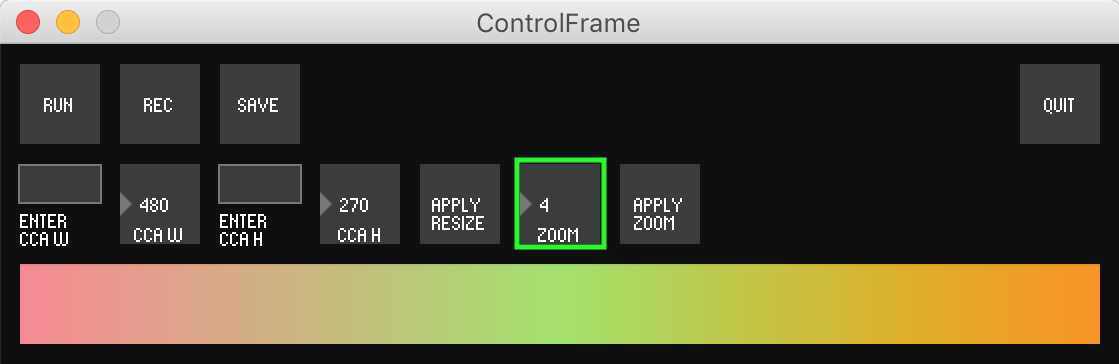 ControlFrame
RUN
REC
SAVE
QUIT
ENTER
CCA W
480
CCA W
ENTER
CCA H
270
CCA H
APPLY
RESIZE
4
ZOOM
APPLY
ZOOM